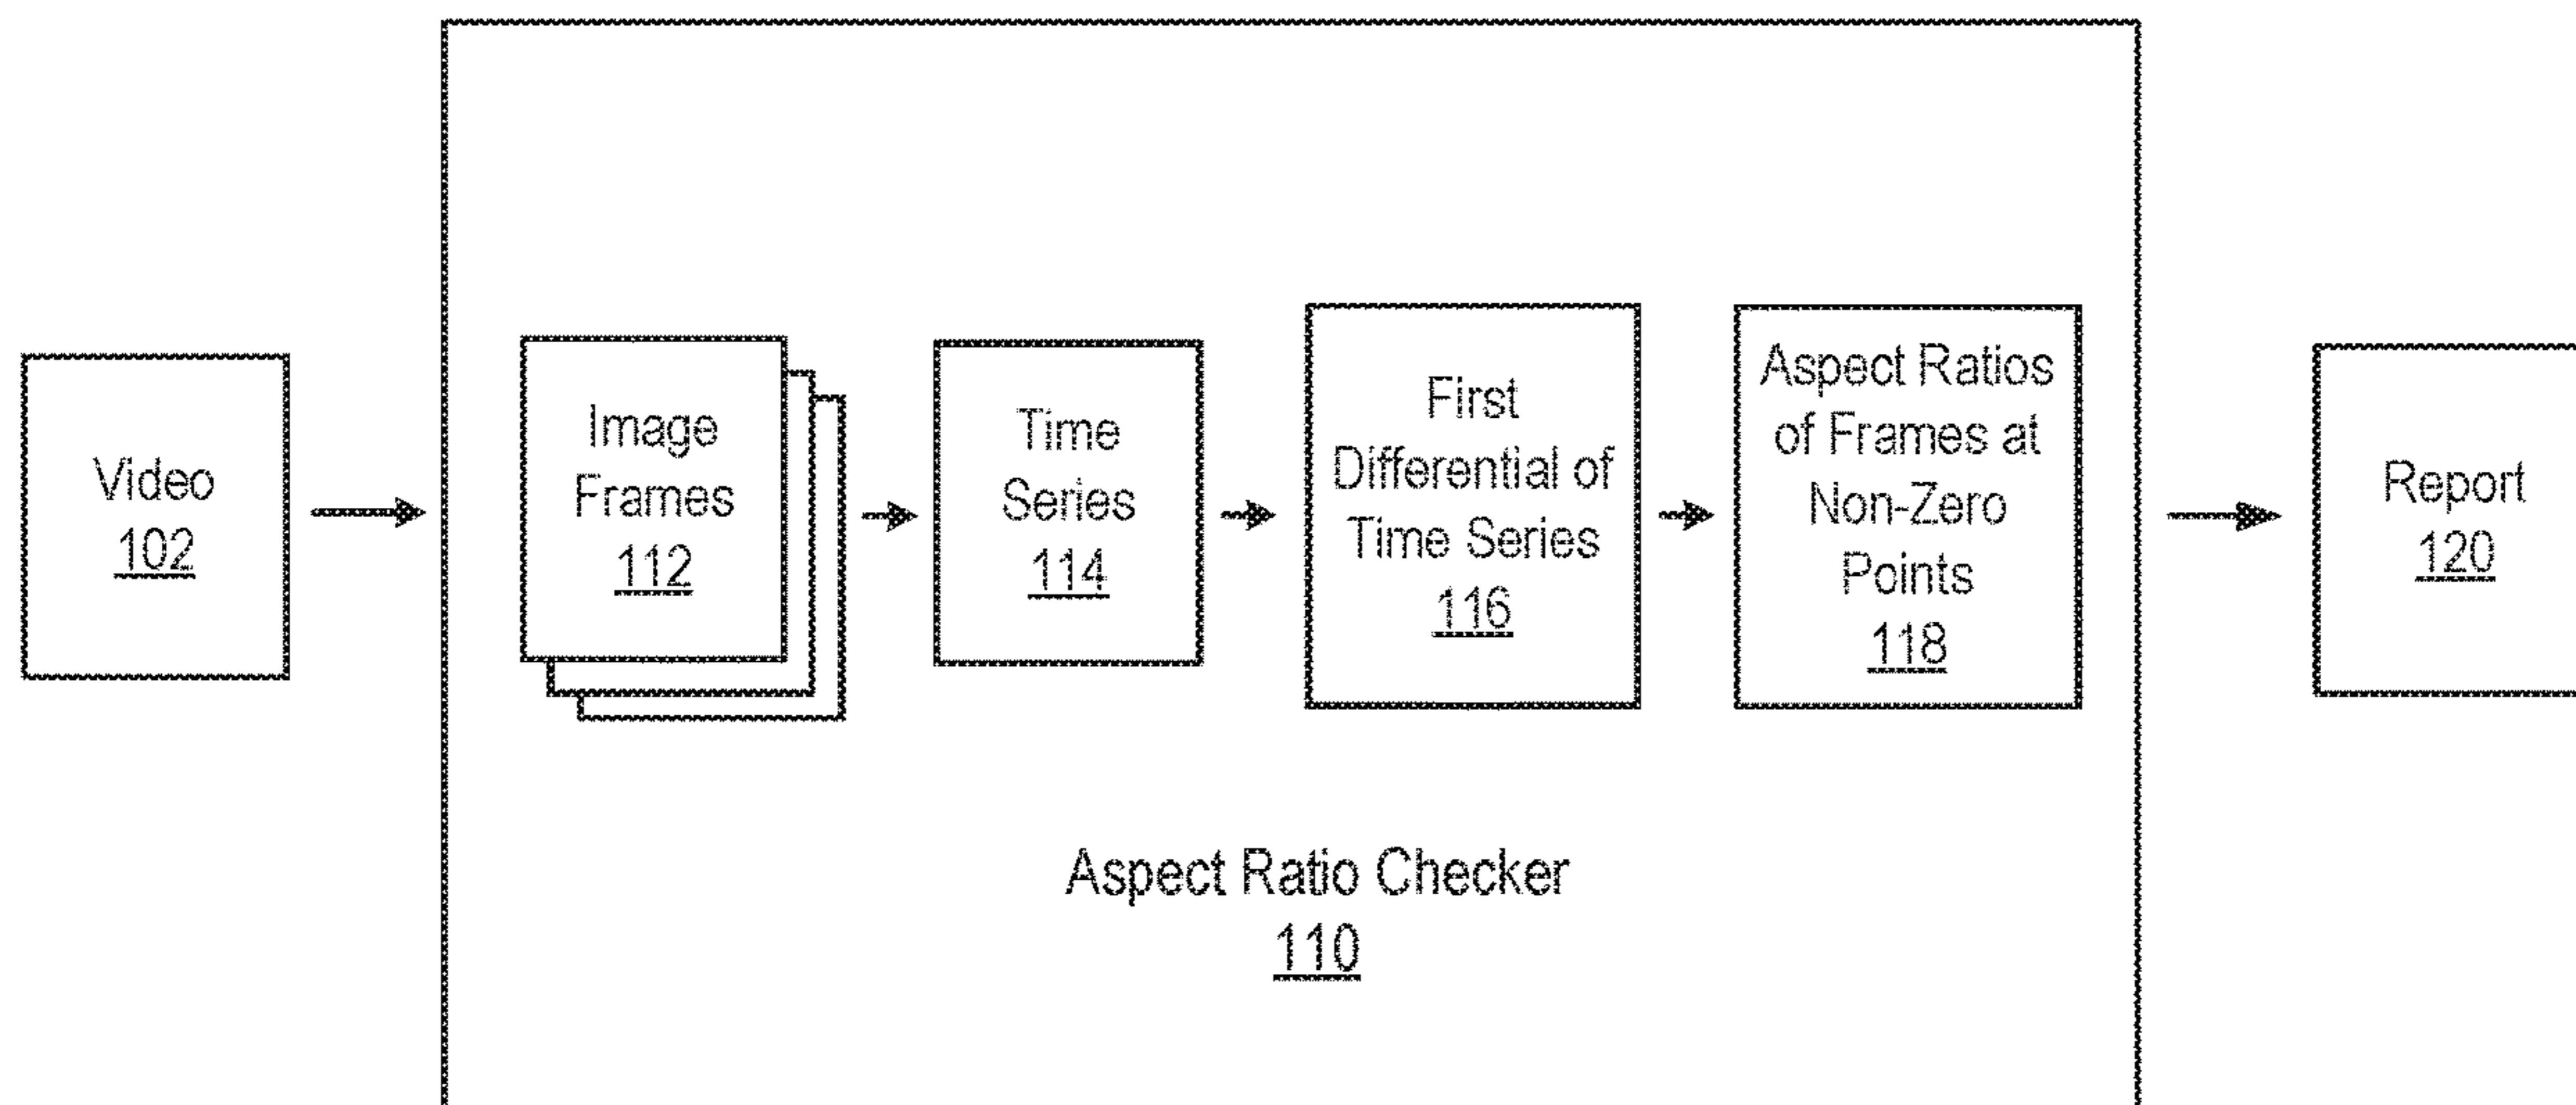 Video
102
Image
Frames
112
Time
Series
114
First
Differential of
Time Series
116
Aspect Ratios
of Frames at
Non-Zero
Points
118
Aspect Ratio Checker
110
Report
120